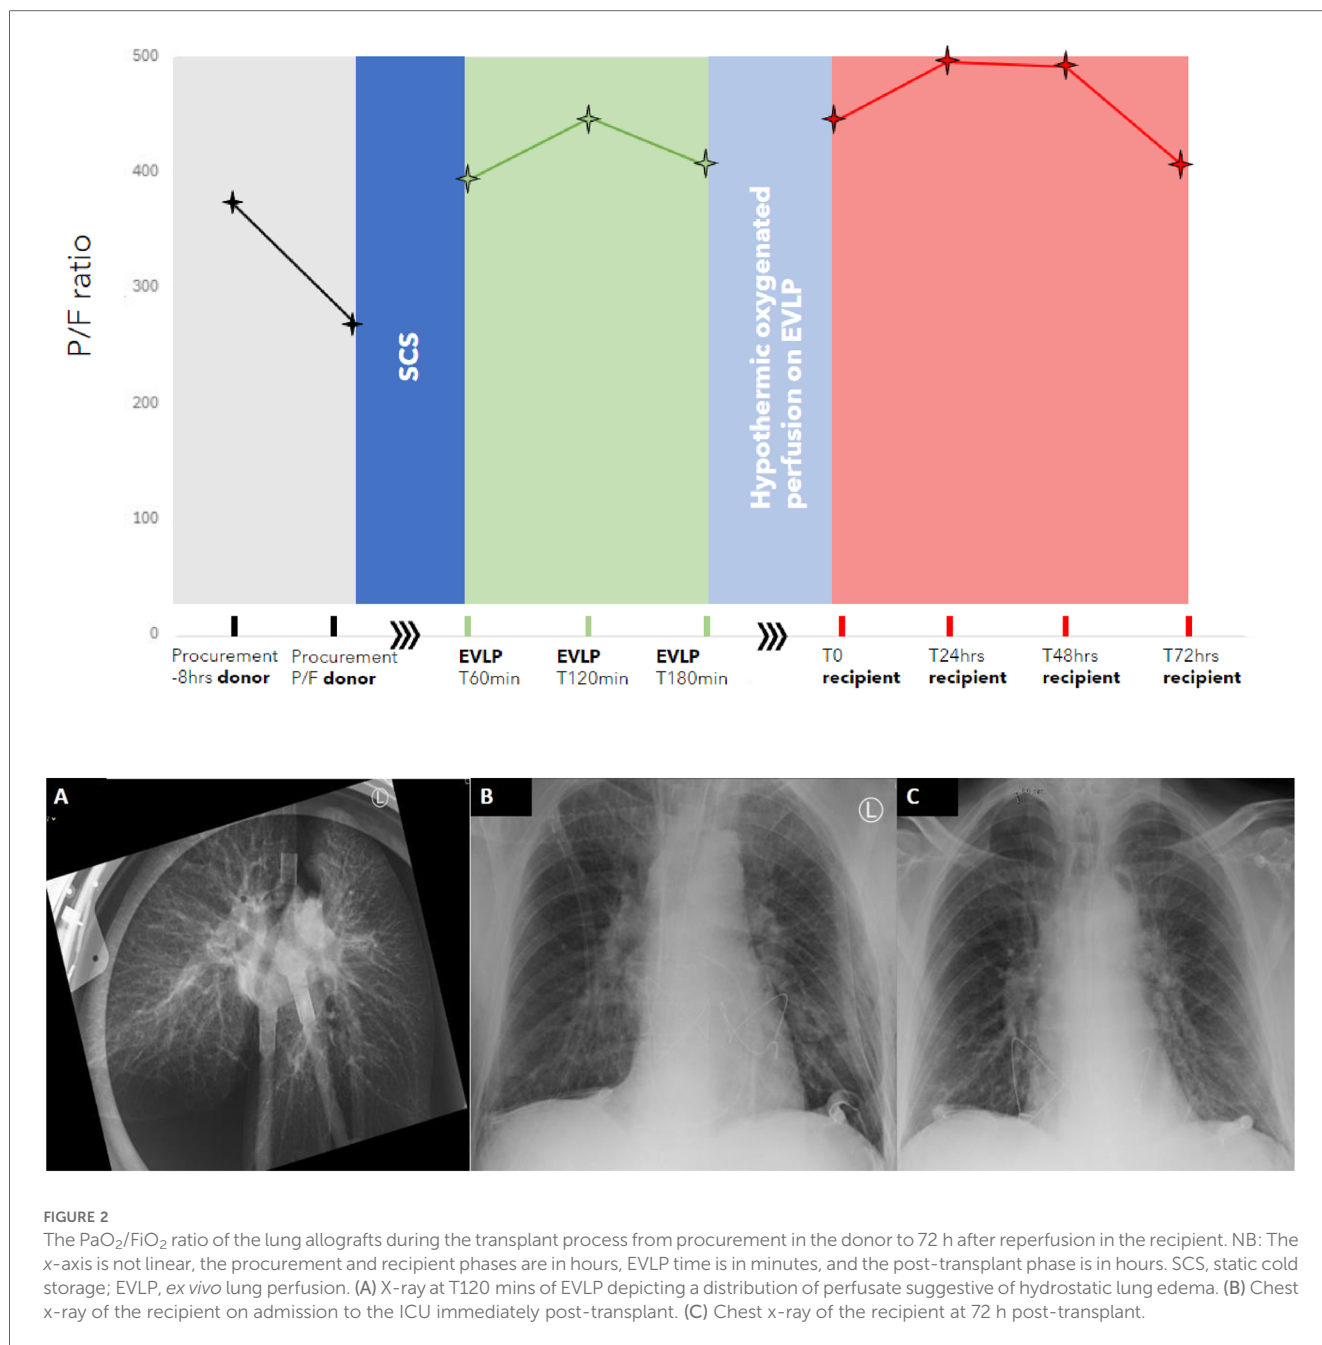 500
400
300
200
100
0
P/F ratio
SCS
Hypothermic oxygenated
perfusion on EVLP
Procurement
-8hrs donor
Procurement
P/F donor
EVLP
T60min
EVLP
T120min
EVLP
T180min
T0
recipient
T24hrs
recipient
T48hrs
recipient
T72hrs
recipient
A
L
B
L
C
FIGURE 2
The PaO₂/FiO₂ ratio of the lung allografts during the transplant process from procurement in the donor to 72 h after reperfusion in the recipient. NB: The
x-axis is not linear, the procurement and recipient phases are in hours, EVLP time is in minutes, and the post-transplant phase is in hours. SCS, static cold
storage; EVLP, ex vivo lung perfusion. (A) X-ray at T120 mins of EVLP depicting a distribution of perfusate suggestive of hydrostatic lung edema. (B) Chest
x-ray of the recipient on admission to the ICU immediately post-transplant. (C) Chest x-ray of the recipient at 72 h post-transplant.